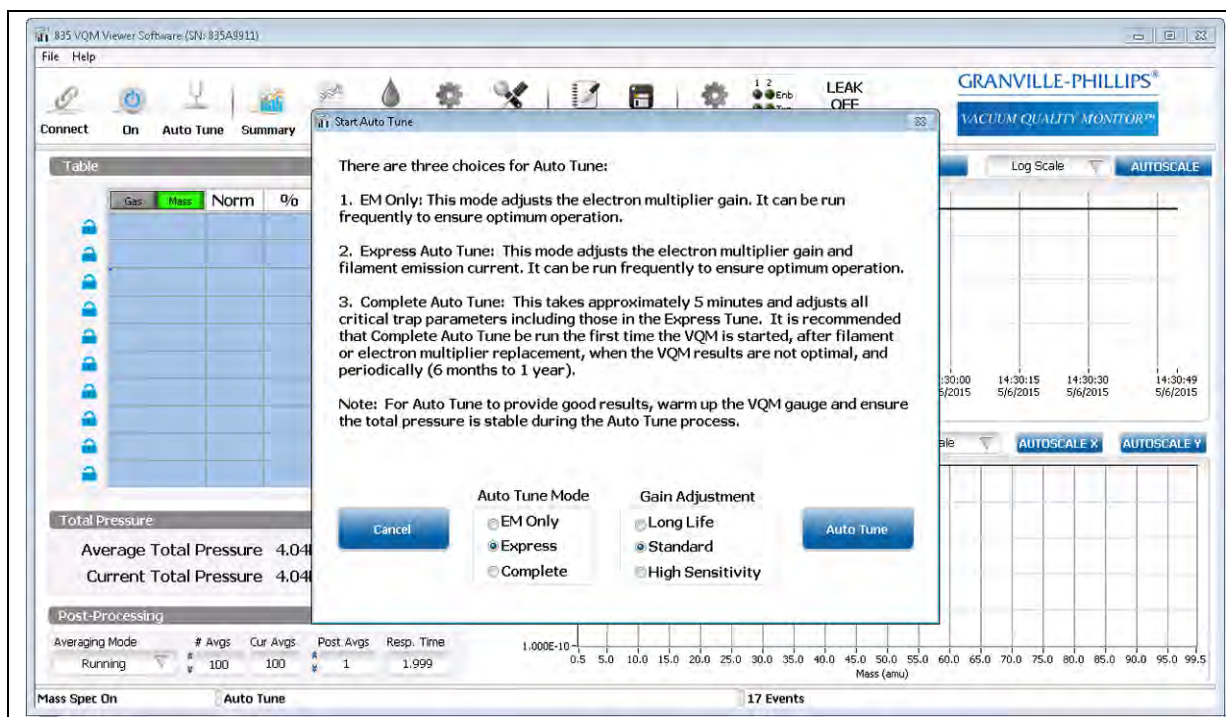 835 VQM Viewer Software (SN: 835A9911)
File Help
Connect On Auto Tune Summary
1 2
Enb
LEAK
OFF
GRANVILLE-PHILLIPS®
VACUUM QUALITY MONITOR™
Start Auto Tune
There are three choices for Auto Tune:
1. EM Only: This mode adjusts the electron multiplier gain. It can be run
frequently to ensure optimum operation.
2. Express Auto Tune: This mode adjusts the electron multiplier gain and
filament emission current. It can be run frequently to ensure optimum operation.
3. Complete Auto Tune: This takes approximately 5 minutes and adjusts all
critical trap parameters including those in the Express Tune. It is recommended
that Complete Auto Tune be run the first time the VQM is started, after filament
or electron multiplier replacement, when the VQM results are not optimal, and
periodically (6 months to 1 year).
Note: For Auto Tune to provide good results, warm up the VQM gauge and ensure
the total pressure is stable during the Auto Tune process.
Auto Tune Mode Gain Adjustment
Cancel
EM Only
Express
Complete
Long Life
Standard
High Sensitivity
Auto Tune
Table
Gas Mass Norm %
Log Scale AUTOSCALE
:30:00 14:30:15 14:30:30 14:30:49
5/6/2015 5/6/2015 5/6/2015 5/6/2015
ale AUTOSCALE X AUTOSCALE Y
Total Pressure
Average Total Pressure 4.04
Current Total Pressure 4.04
Post-Processing
Averaging Mode # Avgs Cur Avgs Post Avgs Resp. Time
Running 100 100 1 1.999
1.000E-10
0.5 5.0 10.0 15.0 20.0 25.0 30.0 35.0 40.0 45.0 50.0 55.0 60.0 65.0 70.0 75.0 80.0 85.0 90.0 95.0 99.5
Mass (amu)
Mass Spec On Auto Tune 17 Events